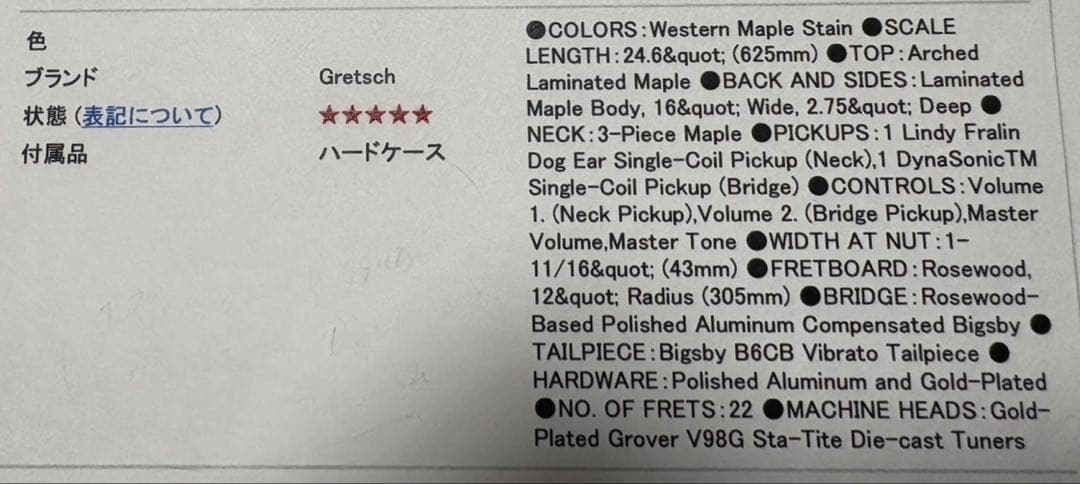 色
ブランド Gretsch
状態 (表記について) ★★★★★
付属品 ハードケース
●COLORS:Western Maple Stain ●SCALE
LENGTH:24.6&quot; (625mm) ●TOP:Arched
Laminated Maple ●BACK AND SIDES:Laminated
Maple Body, 16&quot; Wide, 2.75&quot; Deep ●
NECK:3-Piece Maple ●PICKUPS:1 Lindy Fralin
Dog Ear Single-Coil Pickup (Neck),1 DynaSonicTM
Single-Coil Pickup (Bridge) ●CONTROLS:Volume
1. (Neck Pickup),Volume 2. (Bridge Pickup),Master
Volume,Master Tone ●WIDTH AT NUT:1-
11/16&quot; (43mm) ●FRETBOARD:Rosewood,
12&quot; Radius (305mm) ●BRIDGE:Rosewood-
Based Polished Aluminum Compensated Bigsby ●
TAILPIECE:Bigsby B6CB Vibrato Tailpiece ●
HARDWARE:Polished Aluminum and Gold-Plated
●NO. OF FRETS:22 ●MACHINE HEADS:Gold-
Plated Grover V98G Sta-Tite Die-cast Tuners